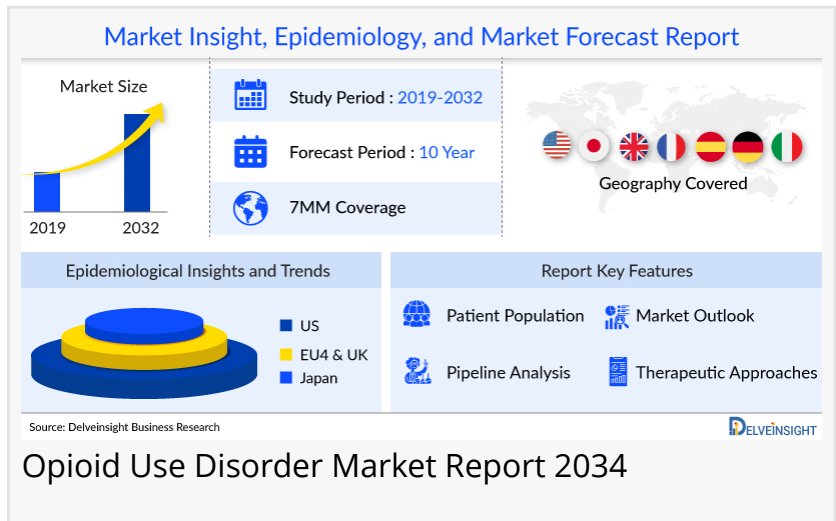 Market Insight, Epidemiology, and Market Forecast Report
Market Size
2019
2032
Study Period : 2019-2032
Forecast Period : 10 Year
7MM Coverage
Geography Covered
Epidemiological Insights and Trends
US
EU4 & UK
Japan
Report Key Features
Patient Population
Market Outlook
Pipeline Analysis
Therapeutic Approaches
Source: Delveinsight Business Research
DELVEINSIGHT
Opioid Use Disorder Market Report 2034